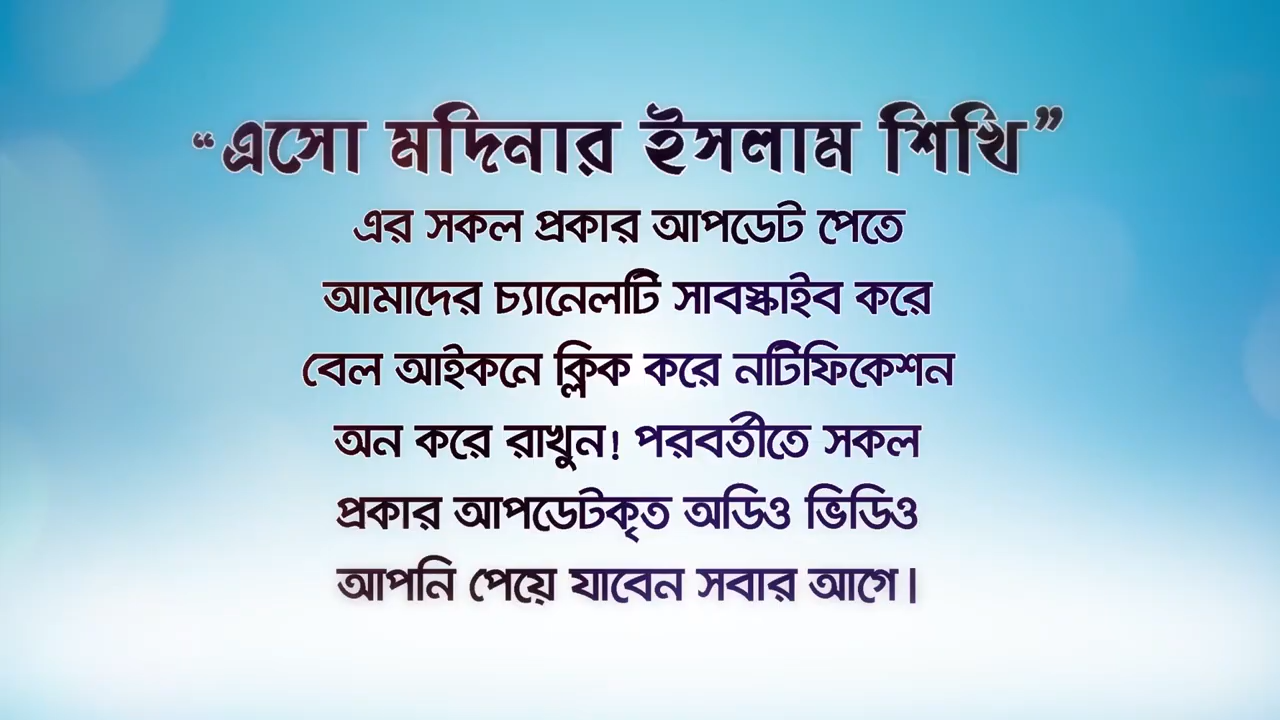 “এসো মদিনার ইসলাম শিখি”
এর সকল প্রকার আপডেট পেতে
আমাদের চ্যানেলটি সাবস্ক্রাইব করে
বেল আইকনে ক্লিক করে নটিফিকেশন
অন করে রাখুন! পরবর্তীতে সকল
প্রকার আপডেটকৃত অডিও ভিডিও
আপনি পেয়ে যাবেন সবার আগে।